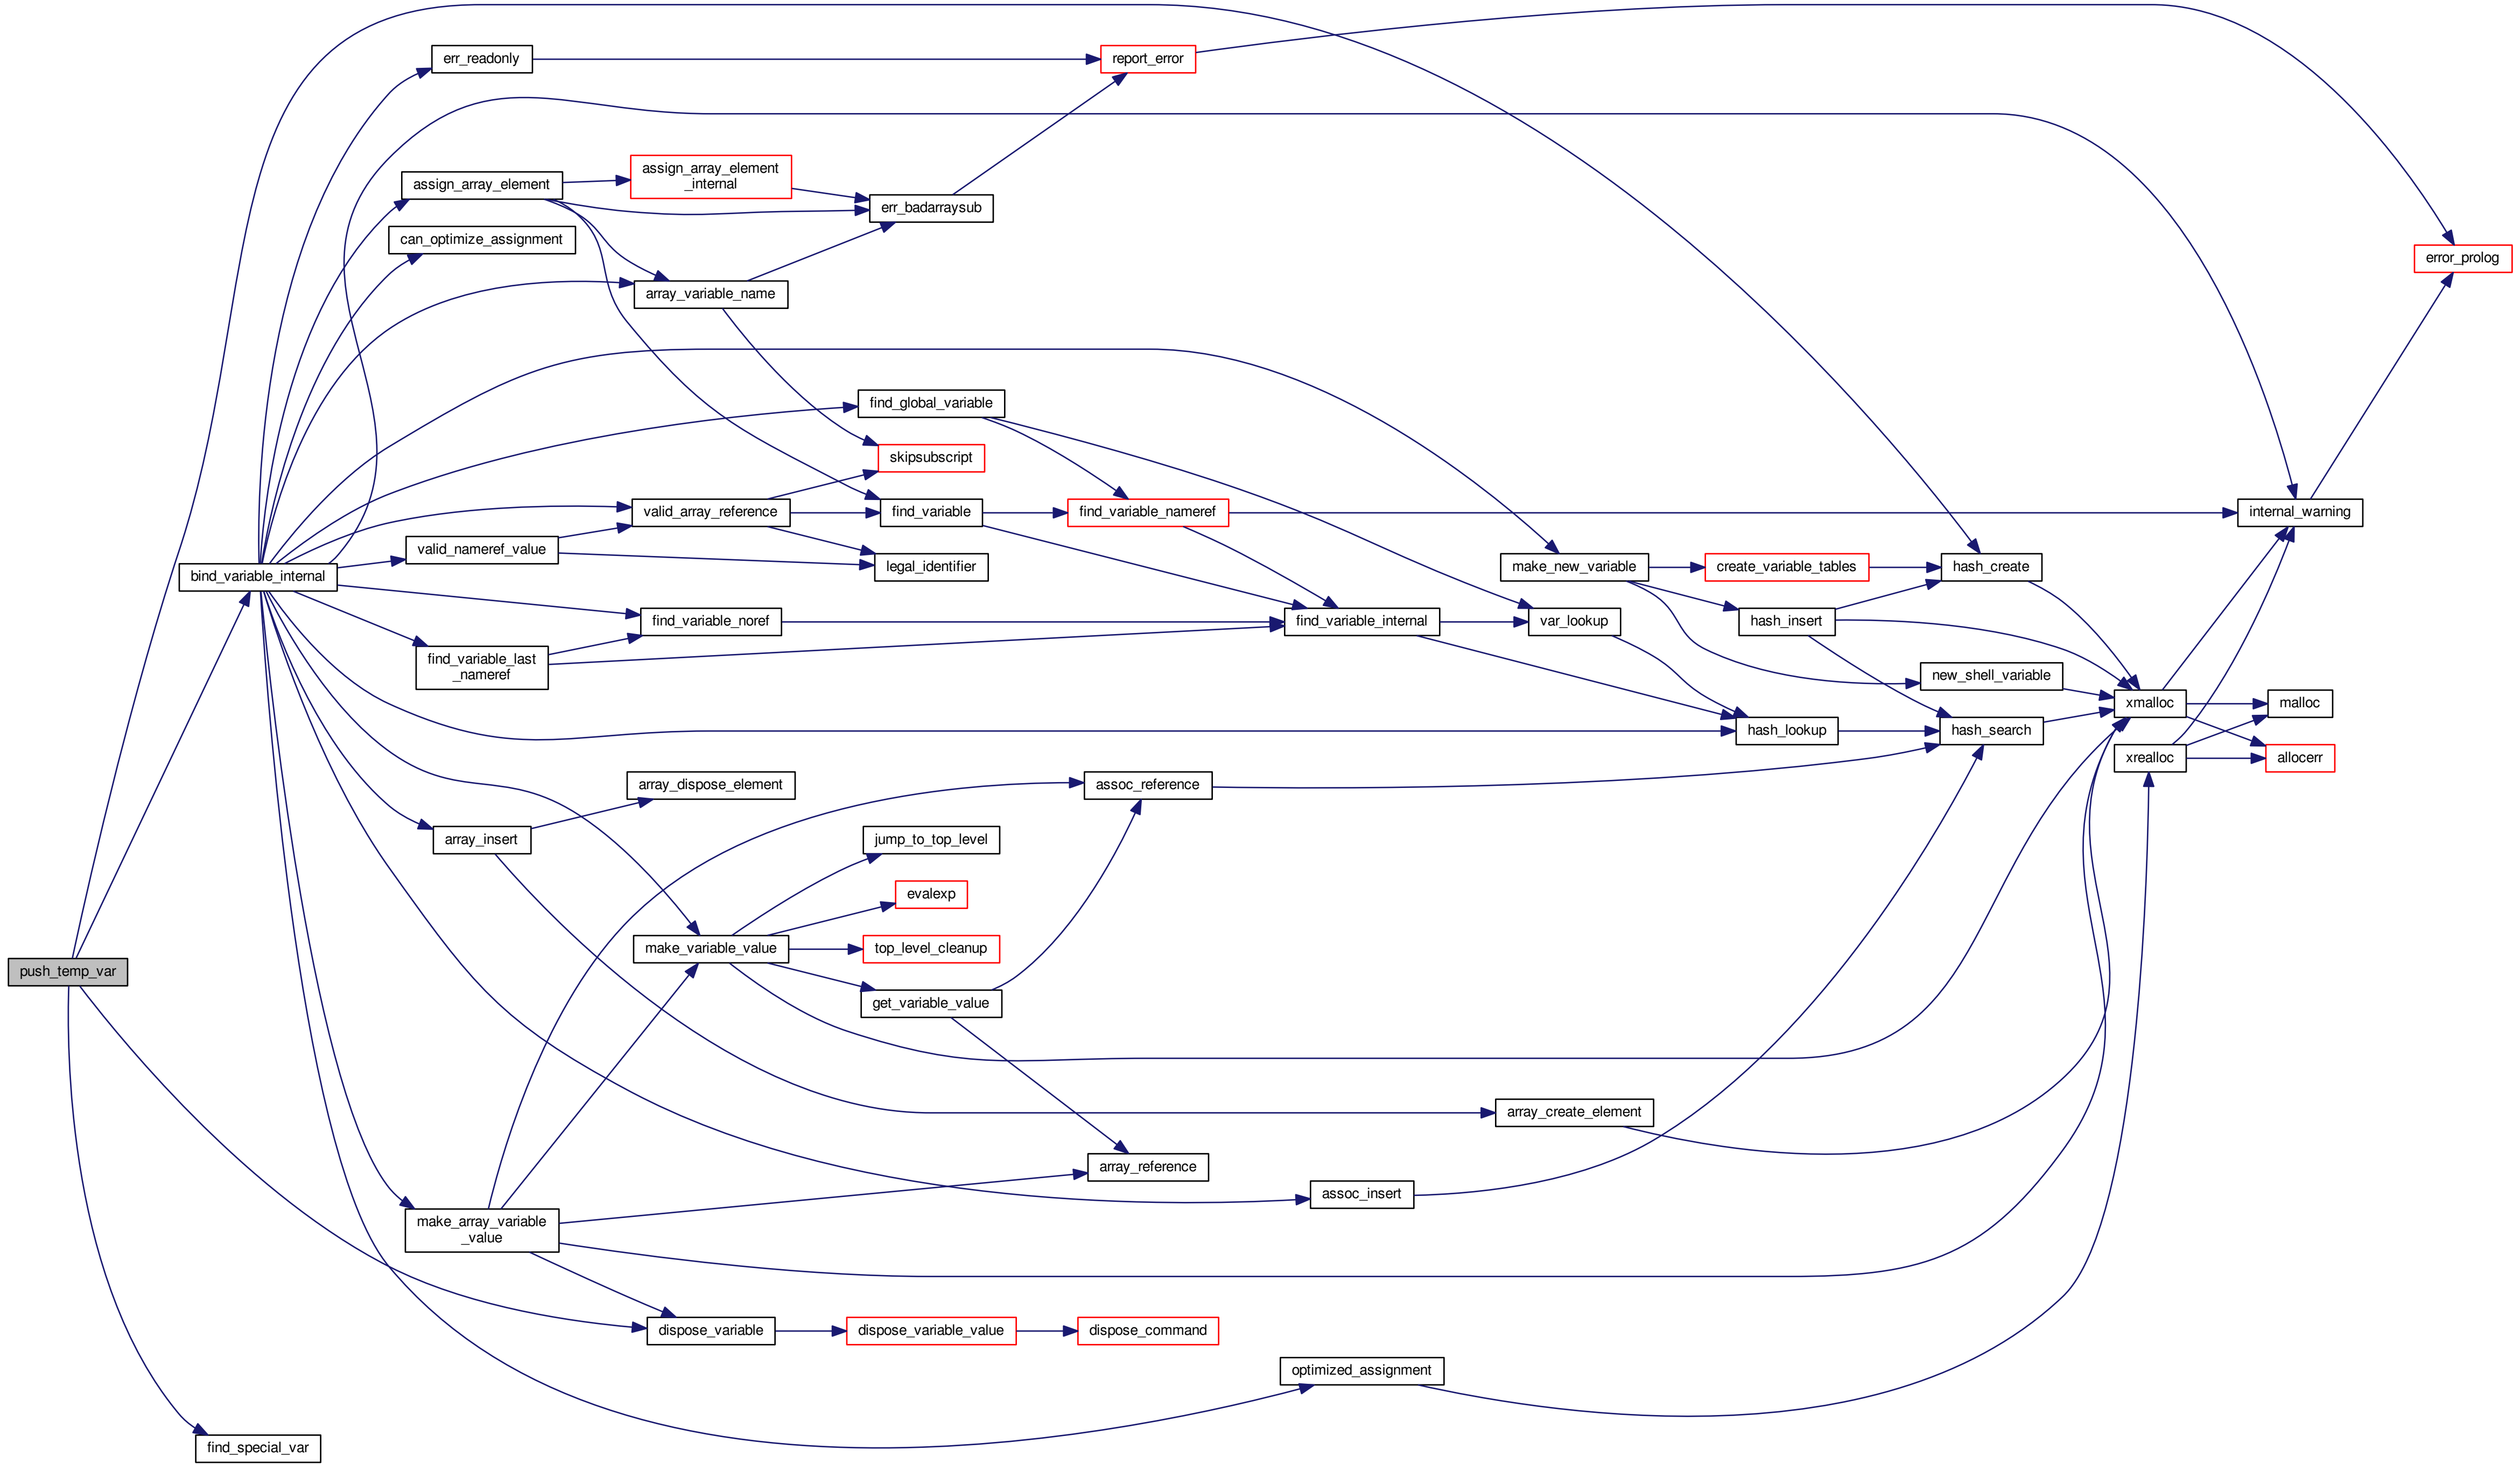 push_temp_var
bind_variable_internal
find_special_var
err_readonly
assign_array_element
can_optimize_assignment
valid_nameref_value
find_variable_last
_nameref
array_insert
make_array_variable
_value
assign_array_element
_internal
array_variable_name
valid_array_reference
find_variable_noref
array_dispose_element
make_variable_value
dispose_variable
err_badarraysub
find_global_variable
skipsubscript
find_variable
legal_identifier
jump_to_top_level
evalexp
top_level_cleanup
get_variable_value
dispose_variable_value
report_error
find_variable_nameref
assoc_reference
array_reference
dispose_command
find_variable_internal
assoc_insert
optimized_assignment
make_new_variable
var_lookup
array_create_element
create_variable_tables
hash_insert
hash_lookup
hash_create
new_shell_variable
hash_search
xmalloc
xrealloc
internal_warning
malloc
allocerr
error_prolog